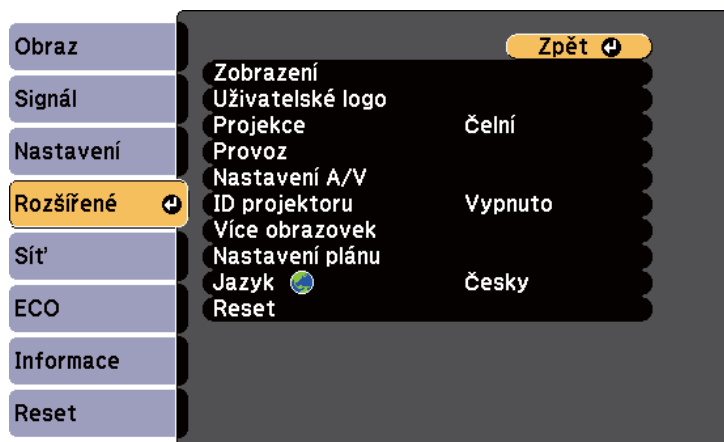 Obraz
Signál
Nastavení
Rozšířené
Síť
ECO
Informace
Reset
Zpět
Zobrazení
Uživatelské logo
Projekce Čelní
Provoz
Nastavení A/V
ID projektoru Vypnuto
Více obrazovek
Nastavení plánu
Jazyk Česky
Reset